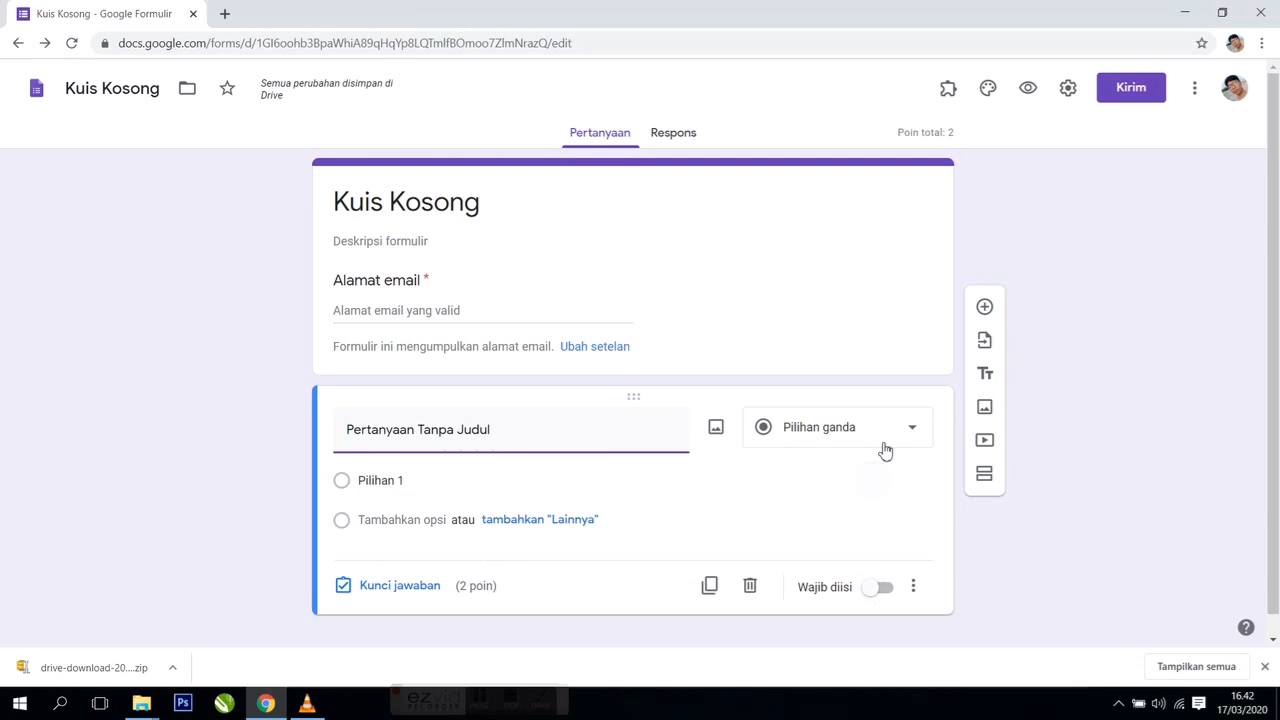 Kuis Kosong - Google Formulir
docs.google.com/forms/d/1GI6oohb3BpaWhiA89qHqYp8LQTmlfBOmoo7ZlmNrazQ/edit
Kuis Kosong
Semua perubahan disimpan di
Drive
Kirim
Pertanyaan
Respons
Poin total: 2
Kuis Kosong
Deskripsi formulir
Alamat email *
Alamat email yang valid
Formulir ini mengumpulkan alamat email. Ubah setelan
Pertanyaan Tanpa Judul
Pilihan ganda
Pilihan 1
Tambahkan opsi atau tambahkan "Lainnya"
Kunci jawaban (2 poin)
Wajib diisi
drive-download-20....zip
Tampilkan semua
Ps
ezvid
RECORDER
16.42
17/03/2020